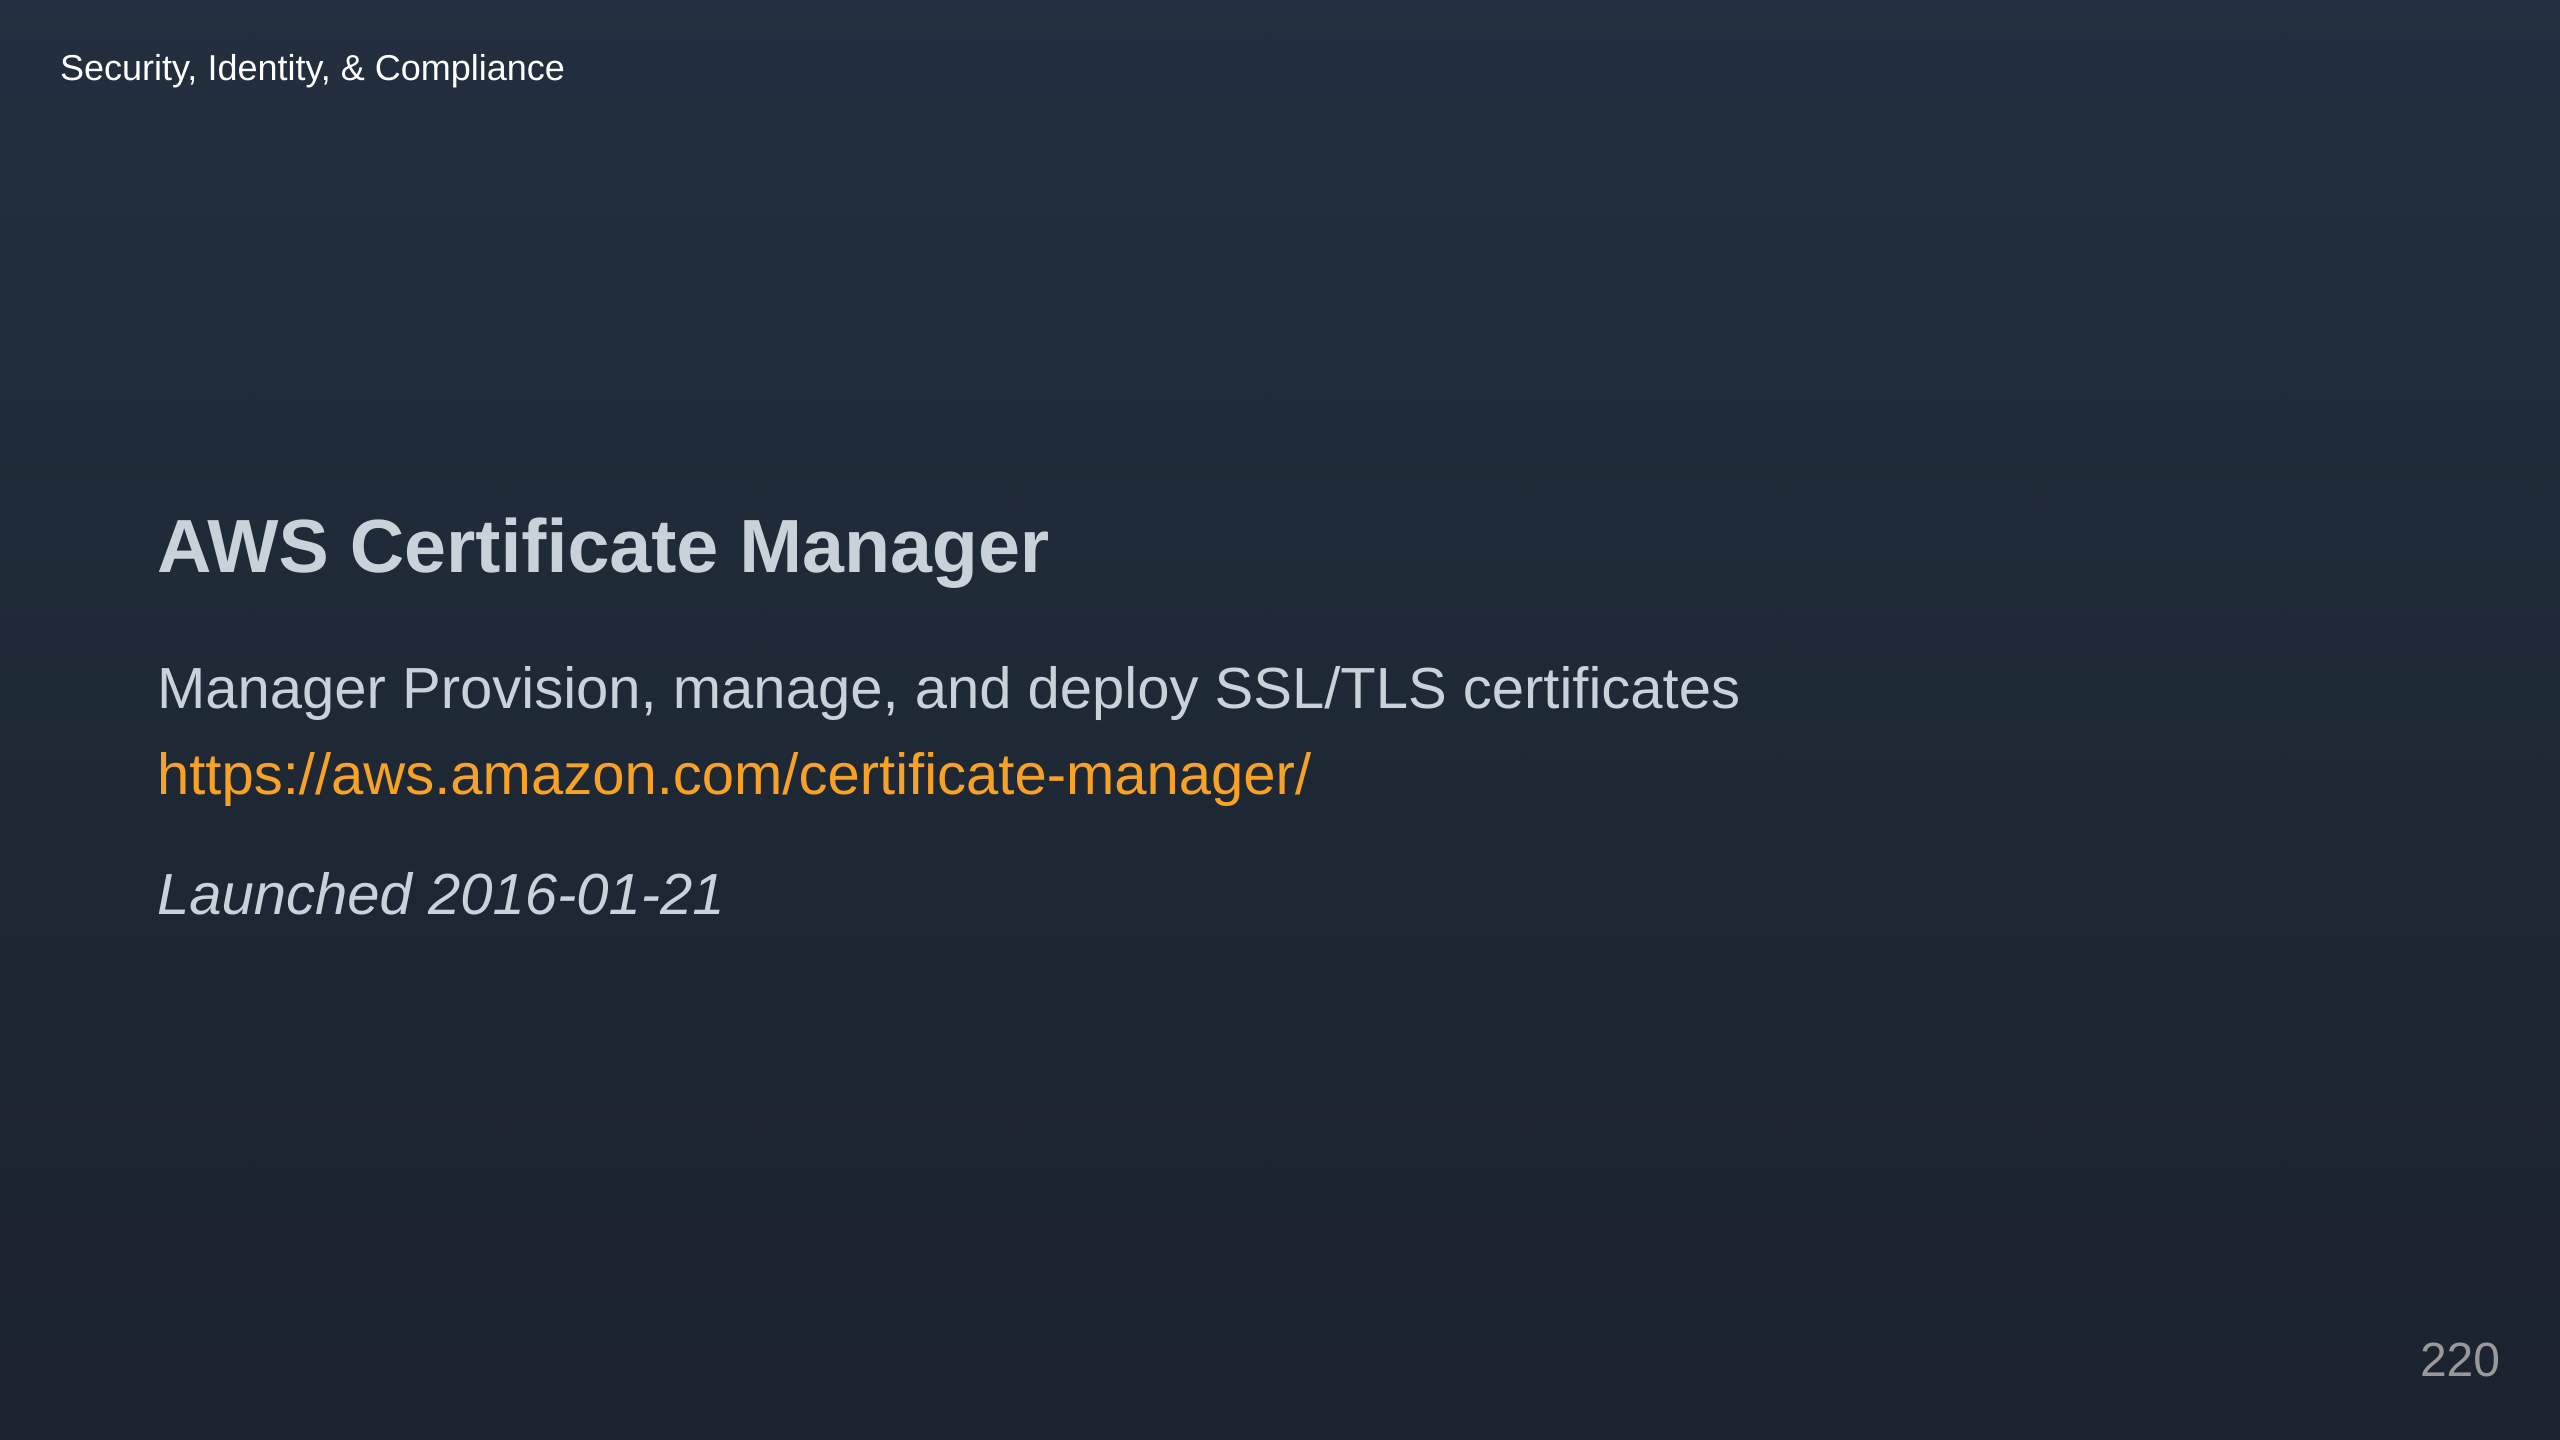 Security, Identity, & Compliance
AWS Certificate Manager
Manager Provision, manage, and deploy SSL/TLS certificates
https://aws.amazon.com/certificate-manager/
Launched 2016-01-21
220